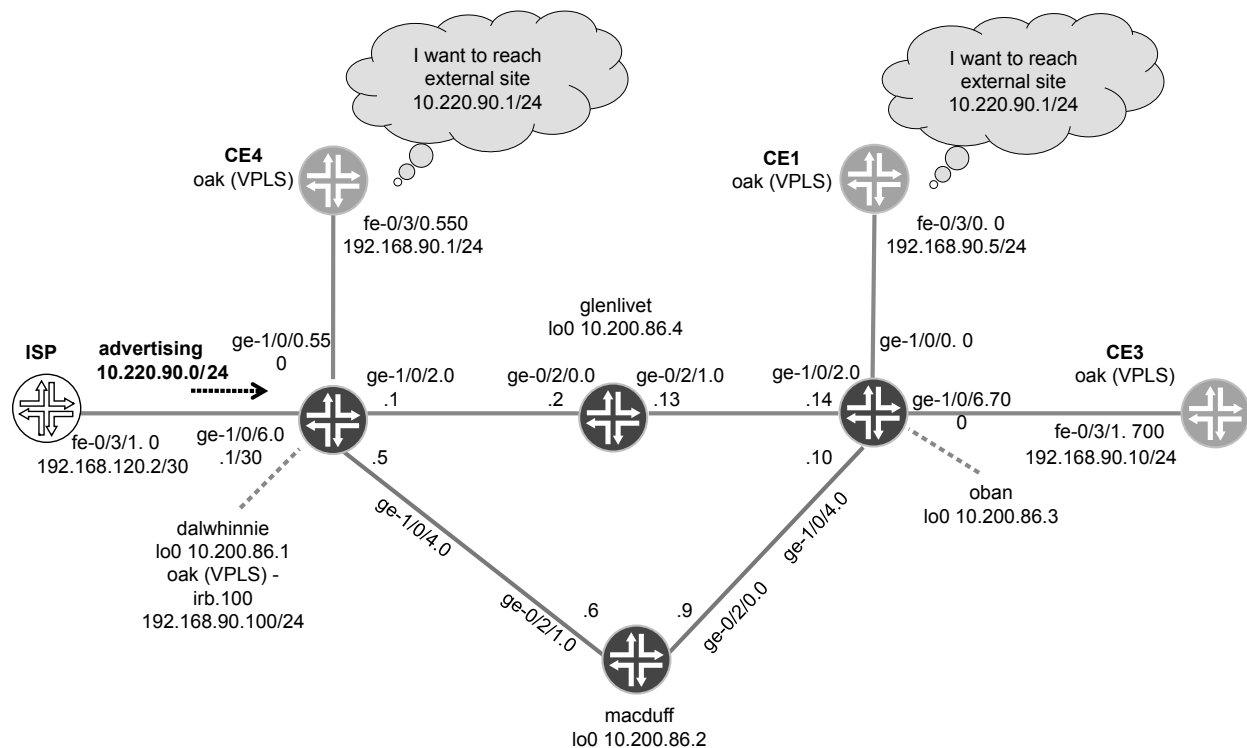 I want to reach
external site
10.220.90.1/24
I want to reach
external site
10.220.90.1/24
CE4
oak (VPLS)
CE1
oak (VPLS)
fe-0/3/0.550
192.168.90.1/24
fe-0/3/0. 0
192.168.90.5/24
glenlivet
lo0 10.200.86.4
ISP
advertising
10.220.90.0/24
ge-1/0/0.55
0
ge-1/0/2.0
.1
ge-0/2/0.0
.2
ge-0/2/1.0
.13
ge-1/0/2.0
.14
ge-1/0/0. 0
ge-1/0/6.70
0
CE3
oak (VPLS)
fe-0/3/1. 0
192.168.120.2/30
ge-1/0/6.0
.1/30
.5
.10
fe-0/3/1. 700
192.168.90.10/24
oban
lo0 10.200.86.3
dalwhinnie
lo0 10.200.86.1
oak (VPLS) -
irb.100
192.168.90.100/24
ge-1/0/4.0
ge-1/0/4.0
ge-0/2/1.0
.6
.9
ge-0/2/0.0
macduff
lo0 10.200.86.2